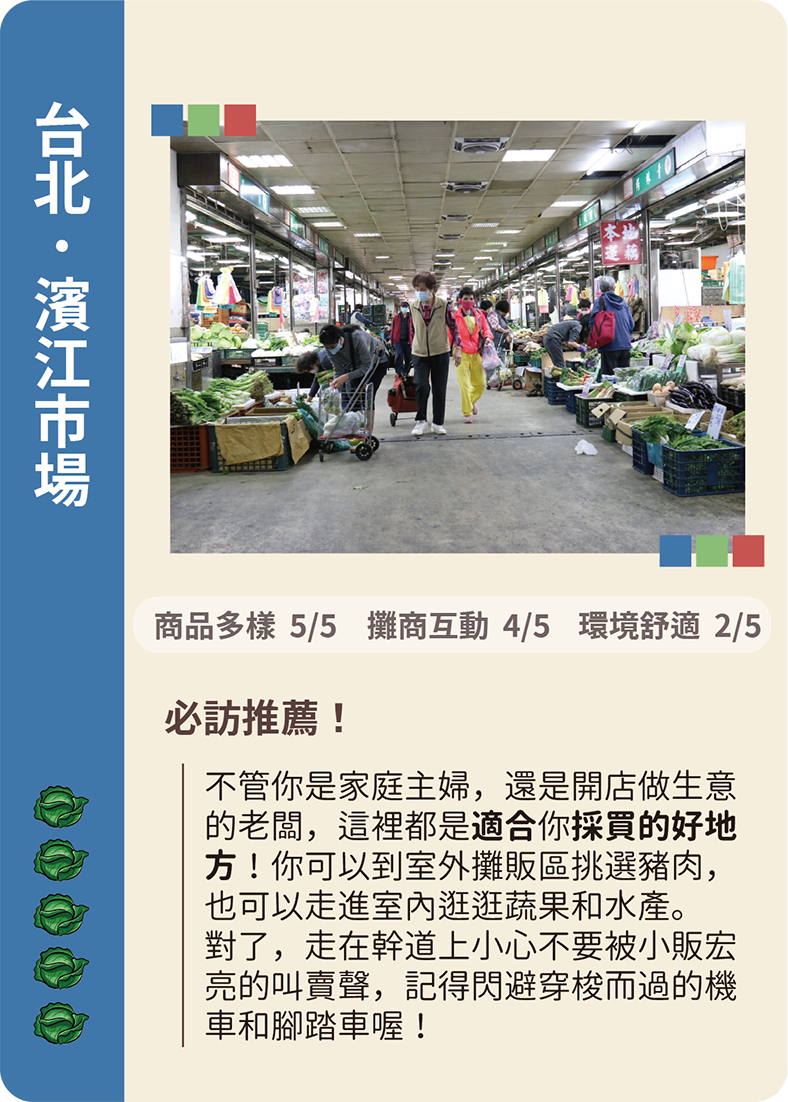 台北・濱江市場
本地
蓮藕
商品多樣 5/5 攤商互動 4/5 環境舒適 2/5
必訪推薦！
不管你是家庭主婦，還是開店做生意
的老闆，這裡都是適合你採買的好地
方！你可以到室外攤販區挑選豬肉，
也可以走進室內逛逛蔬果和水產。
對了，走在幹道上小心不要被小販宏
亮的叫賣聲，記得閃避穿梭而過的機
車和腳踏車喔！